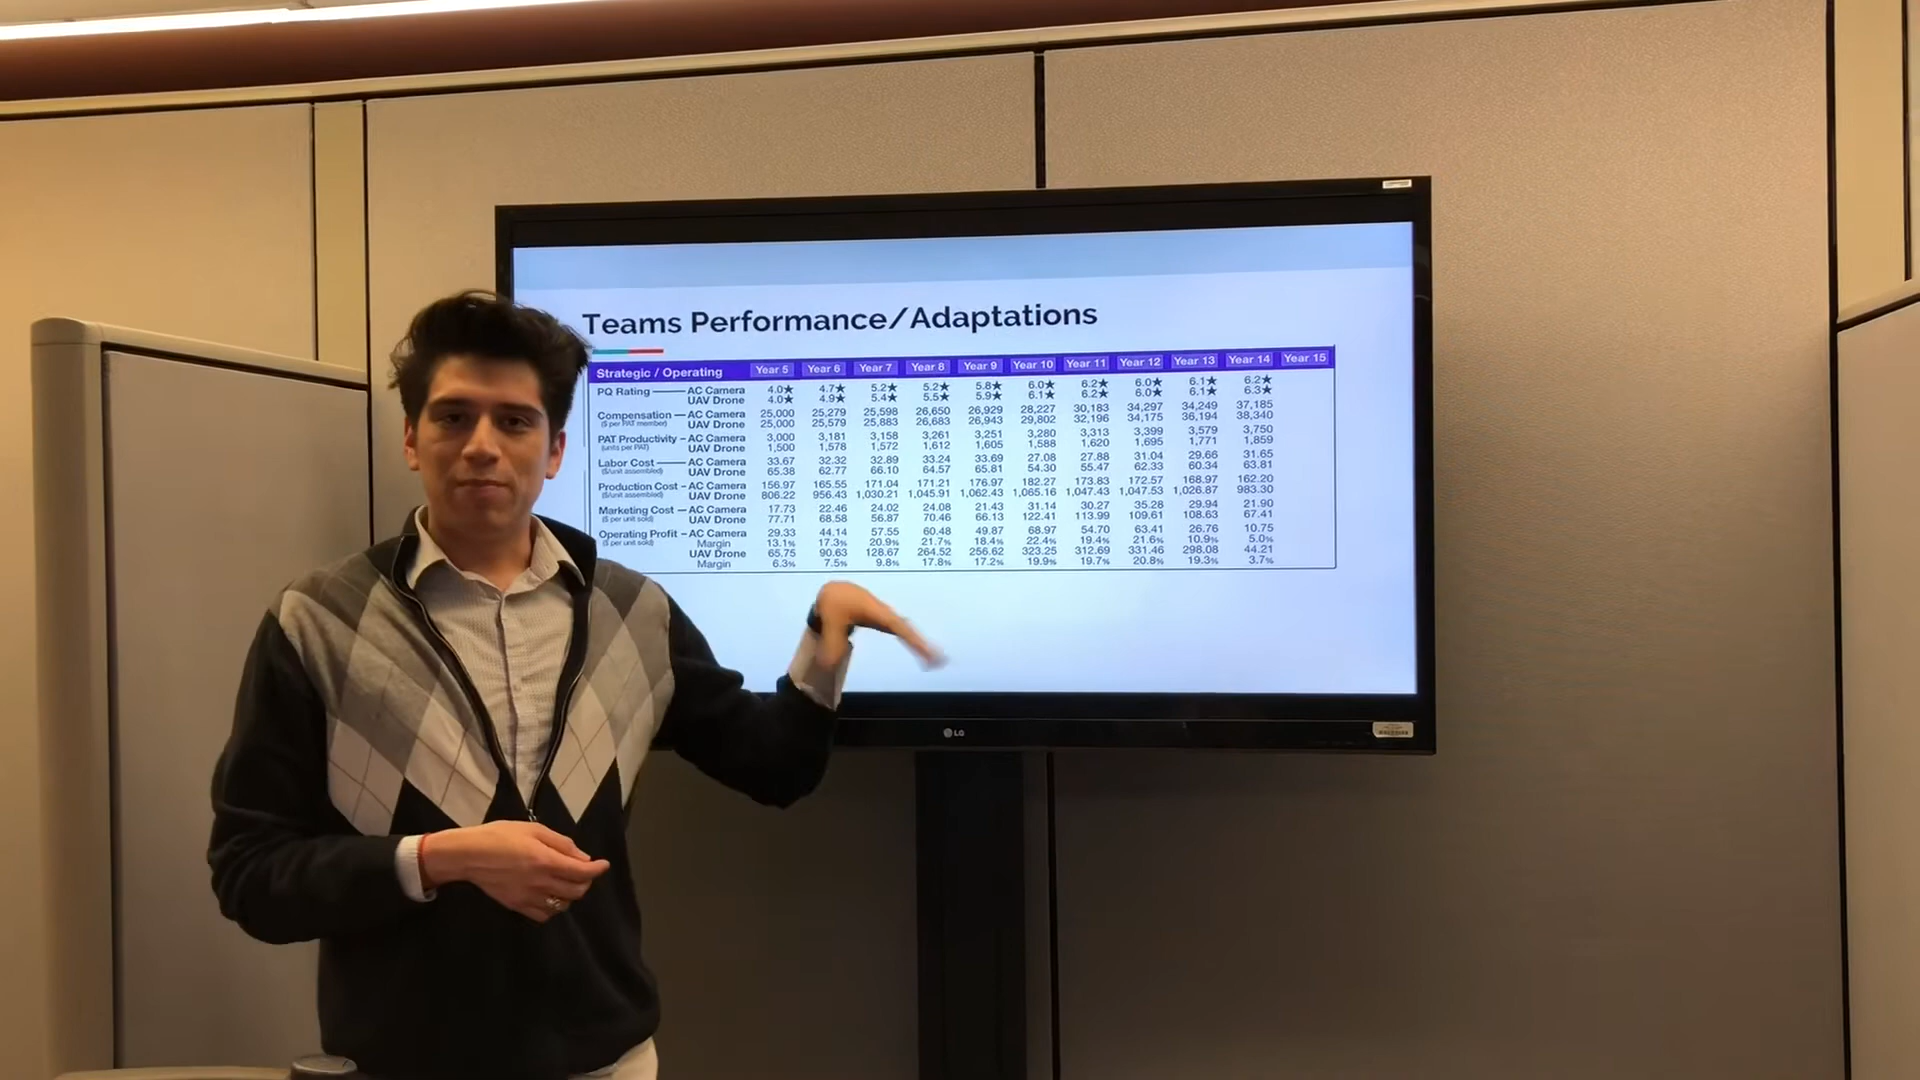 Teams Performance/Adaptations
Strategic / Operating Year 5 Year 6 Year 7 Year 8 Year 9 Year 10 Year 11 Year 12 Year 13 Year 14 Year 15
PQ Rating AC Camera 4.0★ 4.7★ 5.2★ 5.2★ 5.8★ 6.0★ 6.2★ 6.0★ 6.1★ 6.2★
UAV Drone 4.0★ 4.9★ 5.4★ 5.5★ 5.9★ 6.1★ 6.2★ 6.0★ 6.1★ 6.3★
Compensation AC Camera 25,000 25,279 25,598 26,650 26,929 28,227 30,183 34,297 34,249 37,185
($ per PAT member) UAV Drone 25,000 25,579 25,883 26,683 26,943 29,802 32,196 34,175 36,194 38,340
PAT Productivity AC Camera 3,000 3,181 3,158 3,261 3,251 3,280 3,313 3,399 3,579 3,750
(units per PAT) UAV Drone 1,500 1,578 1,572 1,612 1,605 1,588 1,620 1,695 1,771 1,859
Labor Cost AC Camera 33.67 32.32 32.89 33.24 33.69 27.08 27.88 31.04 29.66 31.65
($/unit assembled) UAV Drone 65.38 62.77 66.10 64.57 65.81 54.30 55.47 62.33 60.34 63.81
Production Cost AC Camera 156.97 165.55 171.04 171.21 176.97 182.27 173.83 172.57 168.97 162.20
($/unit assembled) UAV Drone 806.22 956.43 1,030.21 1,045.91 1,062.43 1,065.16 1,047.43 1,047.53 1,026.87 983.30
Marketing Cost AC Camera 17.73 22.46 24.02 24.08 21.43 31.14 30.27 35.28 29.94 21.90
($ per unit sold) UAV Drone 77.71 68.58 56.87 70.46 66.13 122.41 113.99 109.61 108.63 67.41
Operating Profit AC Camera 29.33 44.14 57.55 60.48 49.87 68.97 54.70 63.41 26.76 10.75
($ per unit sold) Margin 13.1% 17.3% 20.9% 21.7% 18.4% 22.4% 19.4% 21.6% 10.9% 5.0%
UAV Drone 65.75 90.63 128.67 264.52 256.62 323.25 312.69 331.46 298.08 44.21
Margin 6.3% 7.5% 9.8% 17.8% 17.2% 19.9% 19.7% 20.8% 19.3% 3.7%
LG